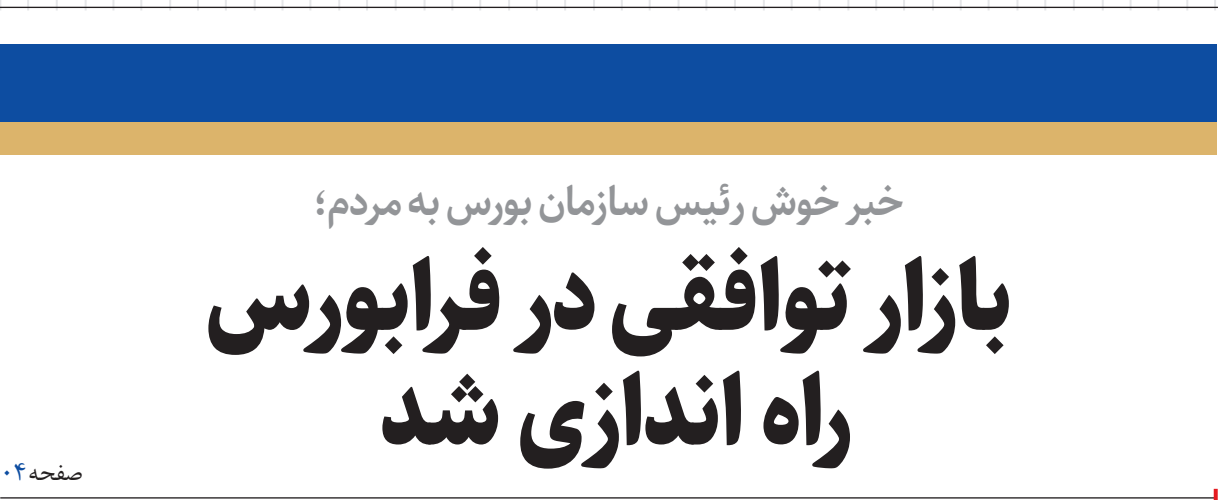 خبر خوش رئیس سازمان بورس به مردم؛
بازار توافقی در فرابورس
راه اندازی شد
صفحه ۰۴